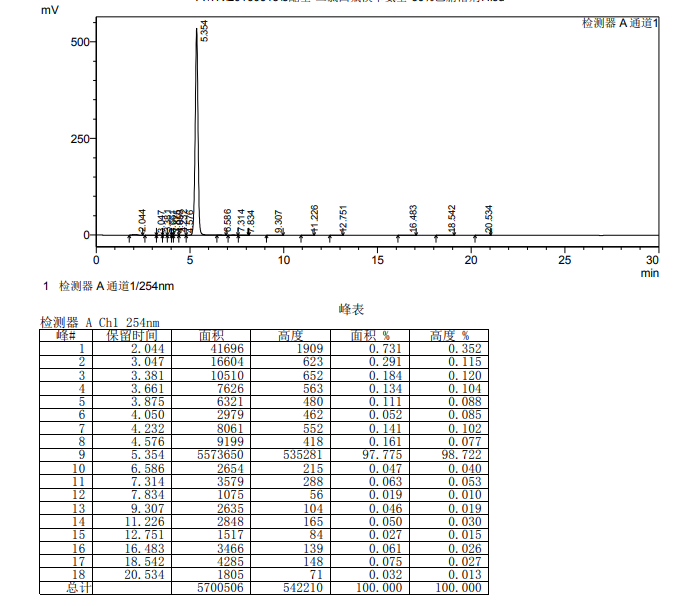 mV
检测器 A 通道1
500
250
0
5.354
2.044
3.047
3.381
4.576
6.586
7.314
7.834
9.307
11.226
12.751
16.483
18.542
20.534
0 5 10 15 20 25 30
min
1 检测器 A 通道1/254nm
峰表
检测器 A Ch1 254nm
峰# 保留时间 面积 高度 面积 % 高度 %
1 2.044 41696 1909 0.731 0.352
2 3.047 16604 623 0.291 0.115
3 3.381 10510 652 0.184 0.120
4 3.661 7626 563 0.134 0.104
5 3.875 6321 480 0.111 0.088
6 4.050 2979 462 0.052 0.085
7 4.232 8061 552 0.141 0.102
8 4.576 9199 418 0.161 0.077
9 5.354 5573650 535281 97.775 98.722
10 6.586 2654 215 0.047 0.040
11 7.314 3579 288 0.063 0.053
12 7.834 1075 56 0.019 0.010
13 9.307 2635 104 0.046 0.019
14 11.226 2848 165 0.050 0.030
15 12.751 1517 84 0.027 0.015
16 16.483 3466 139 0.061 0.026
17 18.542 4285 148 0.075 0.027
18 20.534 1805 71 0.032 0.013
总计 5700506 542210 100.000 100.000